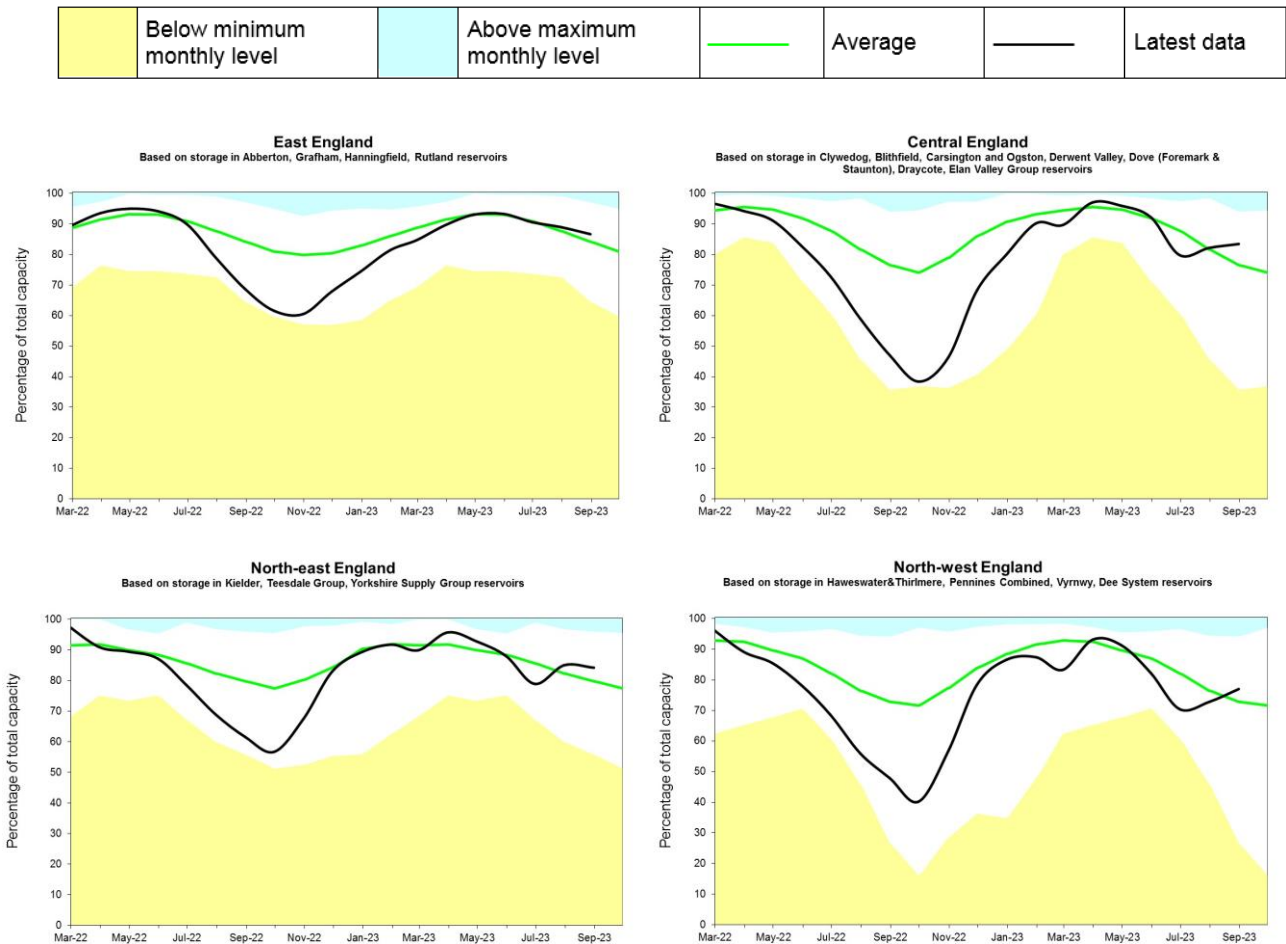 Below minimum
monthly level
Above maximum
monthly level
Average
Latest data
East England
Based on storage in Abberton, Grafham, Hanningfield, Rutland reservoirs
Percentage of total capacity
100
90
80
70
60
50
40
30
20
10
0
Mar-22 May-22 Jul-22 Sep-22 Nov-22 Jan-23 Mar-23 May-23 Jul-23 Sep-23
Central England
Based on storage in Clywedog, Blithfield, Carsington and Ogston, Derwent Valley, Dove (Foremark &
Staunton), Draycote, Elan Valley Group reservoirs
Percentage of total capacity
100
90
80
70
60
50
40
30
20
10
0
Mar-22 May-22 Jul-22 Sep-22 Nov-22 Jan-23 Mar-23 May-23 Jul-23 Sep-23
North-east England
Based on storage in Kielder, Teesdale Group, Yorkshire Supply Group reservoirs
Percentage of total capacity
100
90
80
70
60
50
40
30
20
10
0
Mar-22 May-22 Jul-22 Sep-22 Nov-22 Jan-23 Mar-23 May-23 Jul-23 Sep-23
North-west England
Based on storage in Haweswater&Thirlmere, Pennines Combined, Vyrnwy, Dee System reservoirs
Percentage of total capacity
100
90
80
70
60
50
40
30
20
10
0
Mar-22 May-22 Jul-22 Sep-22 Nov-22 Jan-23 Mar-23 May-23 Jul-23 Sep-23